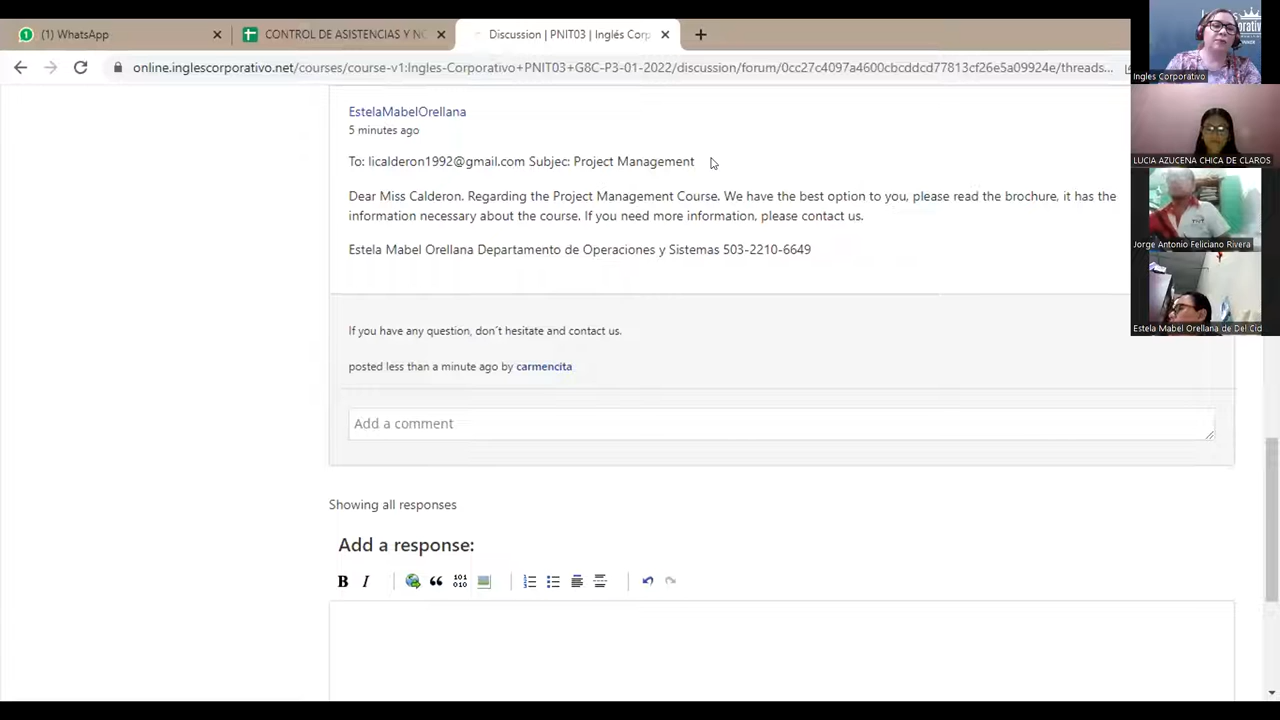 (1) WhatsApp
CONTROL DE ASISTENCIAS Y NO
Discussion | PNIT03 | Inglés Corp
online.inglescorporativo.net/courses/course-v1:Ingles-Corporativo+PNIT03+G8C-P3-01-2022/discussion/forum/0cc27c4097a4600cbcddcd77813cf26e5a09924e/threads...
Ingles Corporativo
LUCIA AZUCENA CHICA DE CLAROS
Jorge Antonio Feliciano Rivera
Estela Mabel Orellana de Del Cid
EstelaMabelOrellana
5 minutes ago
To: licalderon1992@gmail.com Subjec: Project Management
Dear Miss Calderon. Regarding the Project Management Course. We have the best option to you, please read the brochure, it has the
information necessary about the course. If you need more information, please contact us.
Estela Mabel Orellana Departamento de Operaciones y Sistemas 503-2210-6649
If you have any question, don´t hesitate and contact us.
posted less than a minute ago by carmencita
Add a comment
Showing all responses
Add a response:
B I
101
010